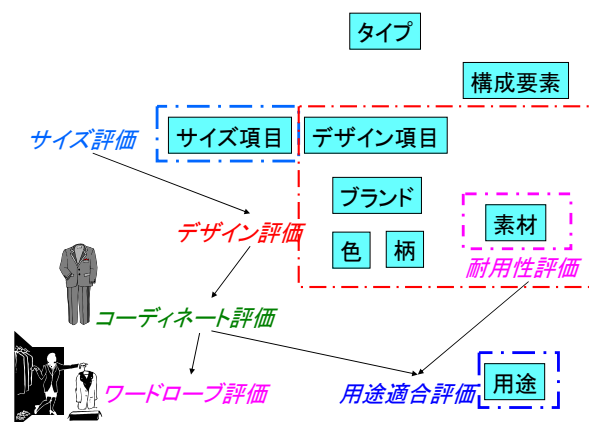 タイプ
構成要素
サイズ評価
サイズ項目
デザイン項目
ブランド
素材
デザイン評価
色
柄
耐用性評価
コーディネート評価
ワードローブ評価
用途適合評価
用途